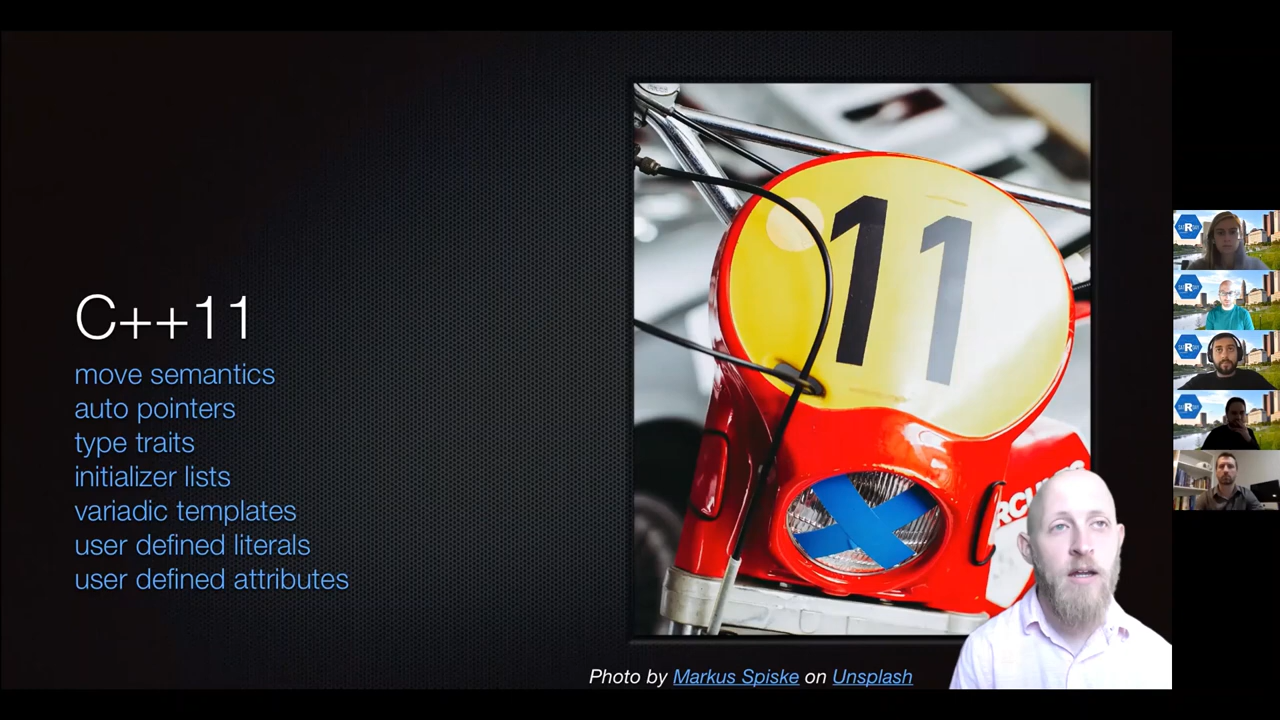 C++11
move semantics
auto pointers
type traits
initializer lists
variadic templates
user defined literals
user defined attributes
11 11
Photo by Markus Spiske on Unsplash